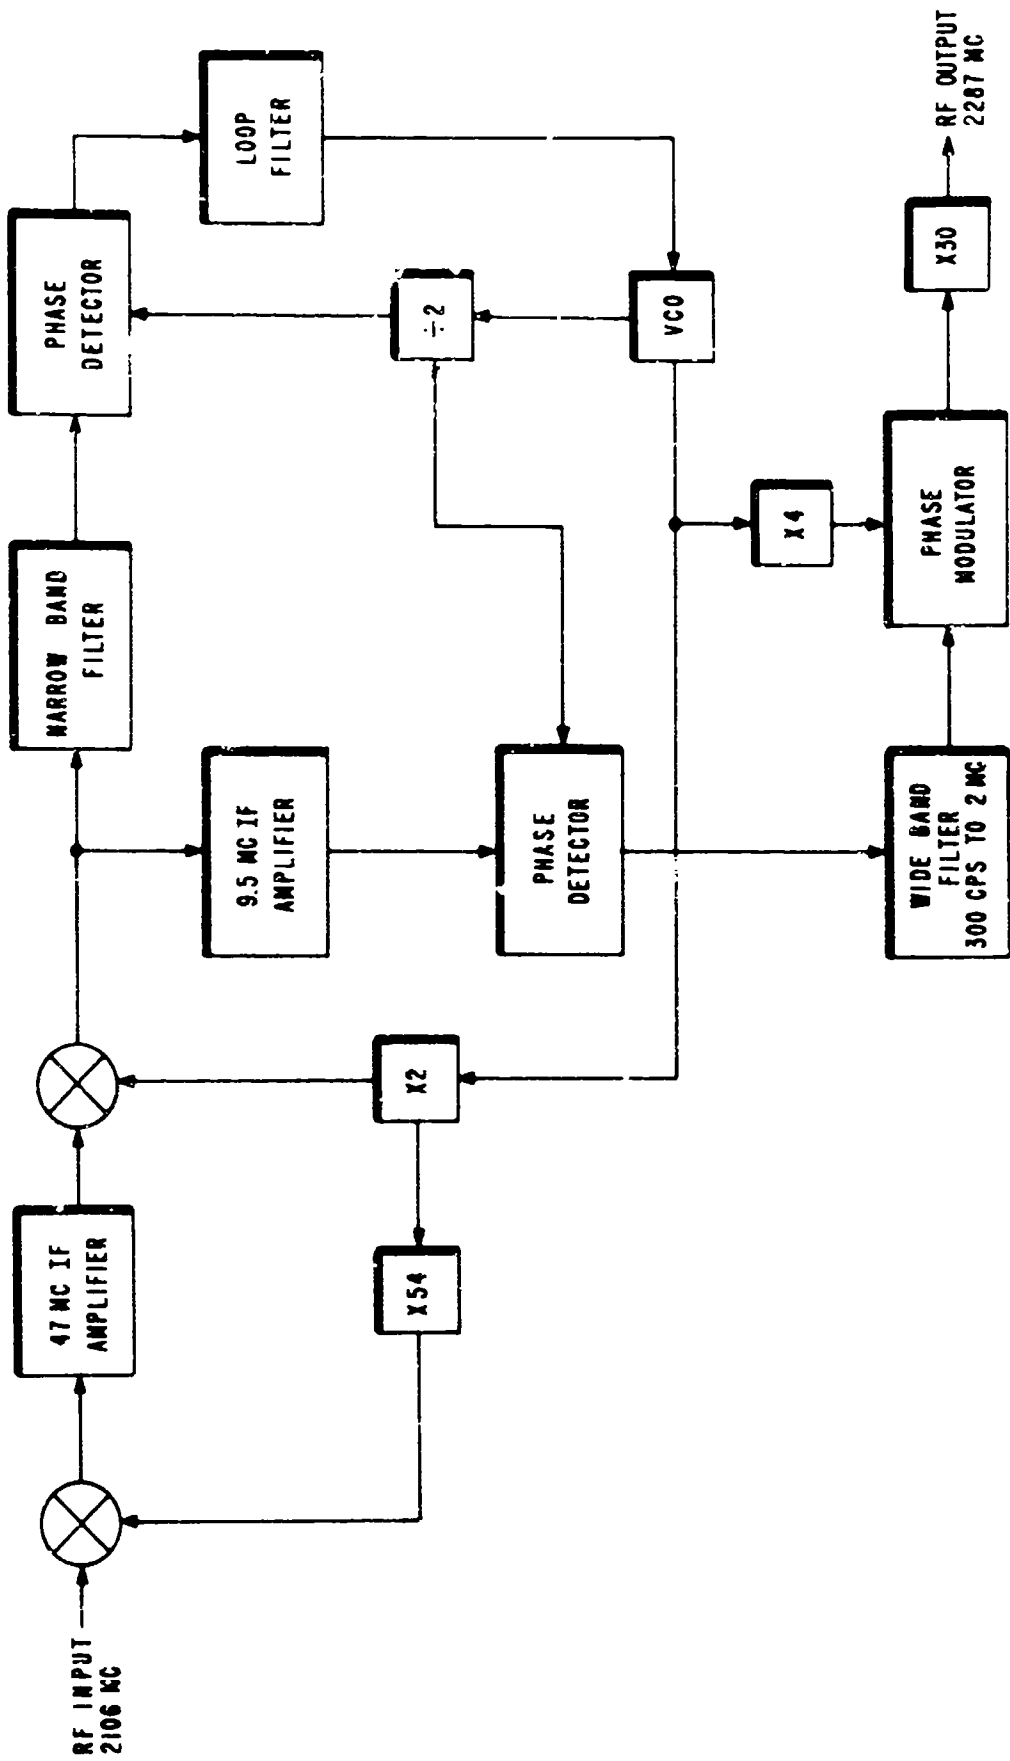 RF INPUT
2106 MC
47 MC IF
AMPLIFIER
NARROW BAND
FILTER
PHASE
DETECTOR
LOOP
FILTER
9.5 MC IF
AMPLIFIER
÷2
X54
X2
PHASE
DETECTOR
VCO
X4
WIDE BAND
FILTER
300 CPS TO 2 MC
PHASE
MODULATOR
X30
RF OUTPUT
2287 MC